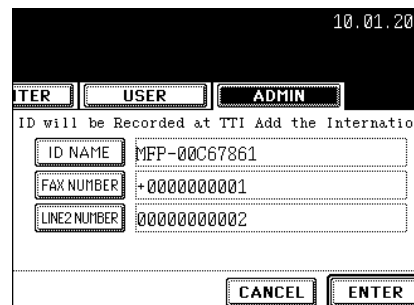 10.01.20
ITER USER ADMIN
ID will be Recorded at TTI Add the Internatio
ID NAME MFP-00C67861
FAX NUMBER +0000000001
LINE2 NUMBER 00000000002
CANCEL ENTER